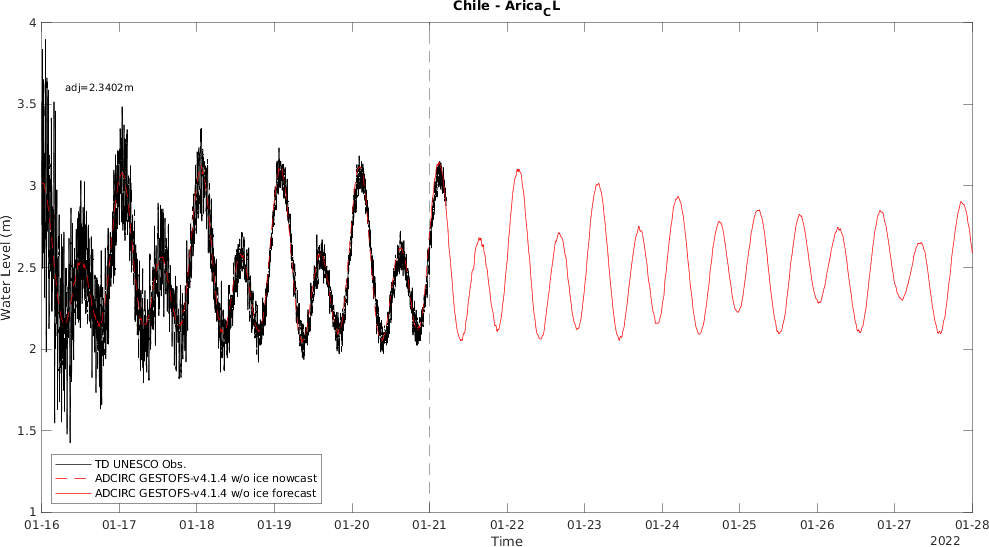 Chile - AricaCL
4
3.5
3
2.5
2
1.5
1
Water Level (m)
adj=2.3402m
TD UNESCO Obs.
ADCIRC GESTOFS-v4.1.4 w/o ice nowcast
ADCIRC GESTOFS-v4.1.4 w/o ice forecast
01-16 01-17 01-18 01-19 01-20 01-21 01-22 01-23 01-24 01-25 01-26 01-27 01-28
Time
2022